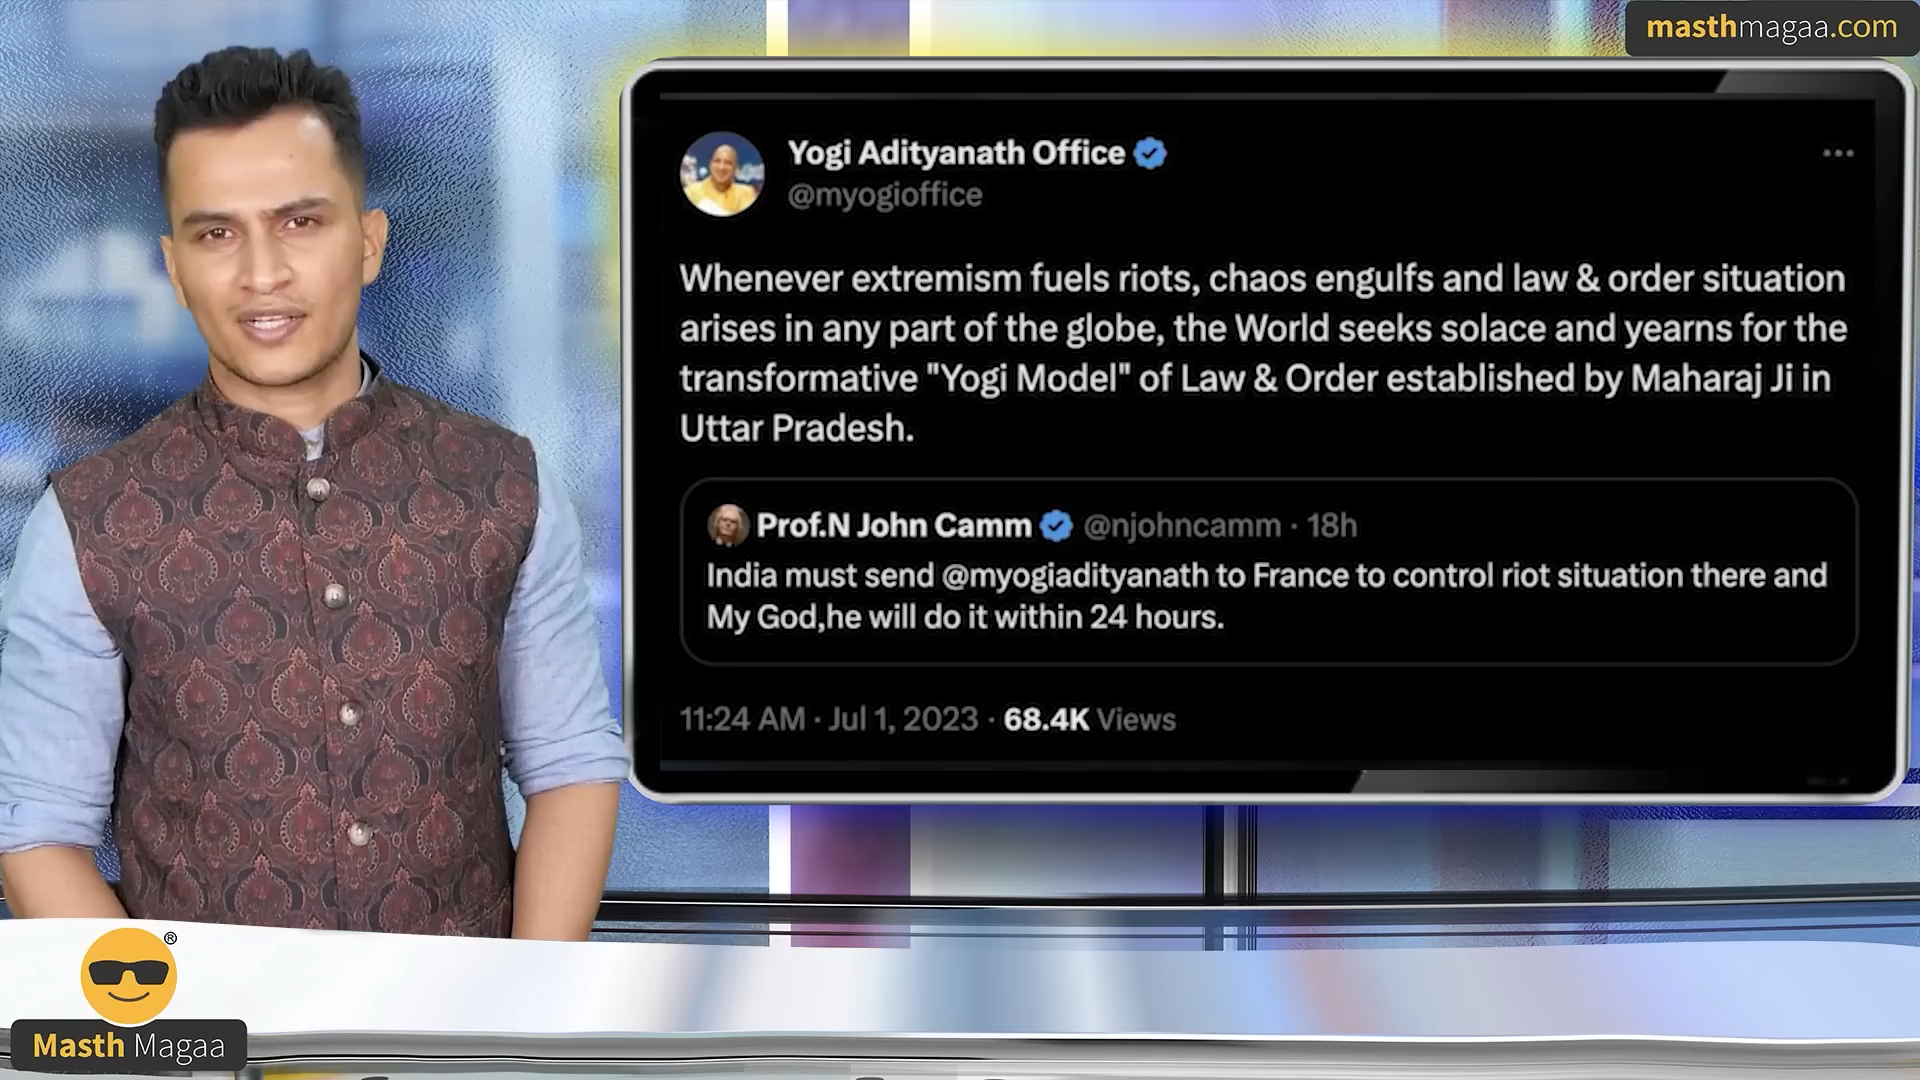 masthmagaa.com
Yogi Adityanath Office
@myogioffice
Whenever extremism fuels riots, chaos engulfs and law & order situation
arises in any part of the globe, the World seeks solace and yearns for the
transformative "Yogi Model" of Law & Order established by Maharaj Ji in
Uttar Pradesh.
Prof.N John Camm @njohncamm · 18h
India must send @myogiadityanath to France to control riot situation there and
My God,he will do it within 24 hours.
11:24 AM · Jul 1, 2023 · 68.4K Views
®
Masth Magaa